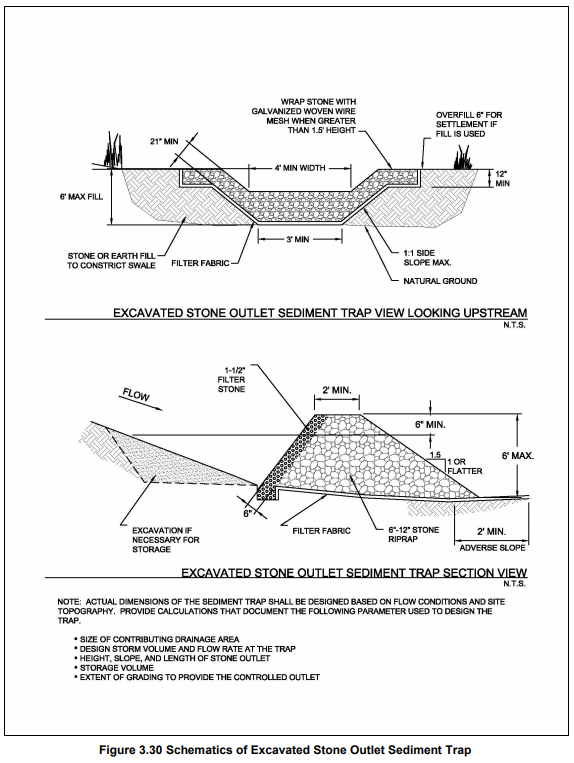 WRAP STONE WITH
GALVANIZED WOVEN WIRE
MESH WHEN GREATER
THAN 1.5' HEIGHT
OVERFILL 6" FOR
SETTLEMENT IF
FILL IS USED
21" MIN
4' MIN WIDTH
12"
MIN
6' MAX FILL
3' MIN
STONE OR EARTH FILL
TO CONSTRICT SWALE
FILTER FABRIC
1:1 SIDE
SLOPE MAX.
NATURAL GROUND
EXCAVATED STONE OUTLET SEDIMENT TRAP VIEW LOOKING UPSTREAM
N.T.S.
1-1/2"
FILTER
STONE
2' MIN.
FLOW
6" MIN.
1.5
1 OR
FLATTER
6' MAX.
6"
EXCAVATION IF
NECESSARY FOR
STORAGE
FILTER FABRIC
6"-12" STONE
RIPRAP
2' MIN.
ADVERSE SLOPE
EXCAVATED STONE OUTLET SEDIMENT TRAP SECTION VIEW
N.T.S.
NOTE: ACTUAL DIMENSIONS OF THE SEDIMENT TRAP SHALL BE DESIGNED BASED ON FLOW CONDITIONS AND SITE
TOPOGRAPHY. PROVIDE CALCULATIONS THAT DOCUMENT THE FOLLOWING PARAMETER USED TO DESIGN THE
TRAP.
• SIZE OF CONTRIBUTING DRAINAGE AREA
• DESIGN STORM VOLUME AND FLOW RATE AT THE TRAP
• HEIGHT, SLOPE, AND LENGTH OF STONE OUTLET
• STORAGE VOLUME
• EXTENT OF GRADING TO PROVIDE THE CONTROLLED OUTLET
Figure 3.30 Schematics of Excavated Stone Outlet Sediment Trap